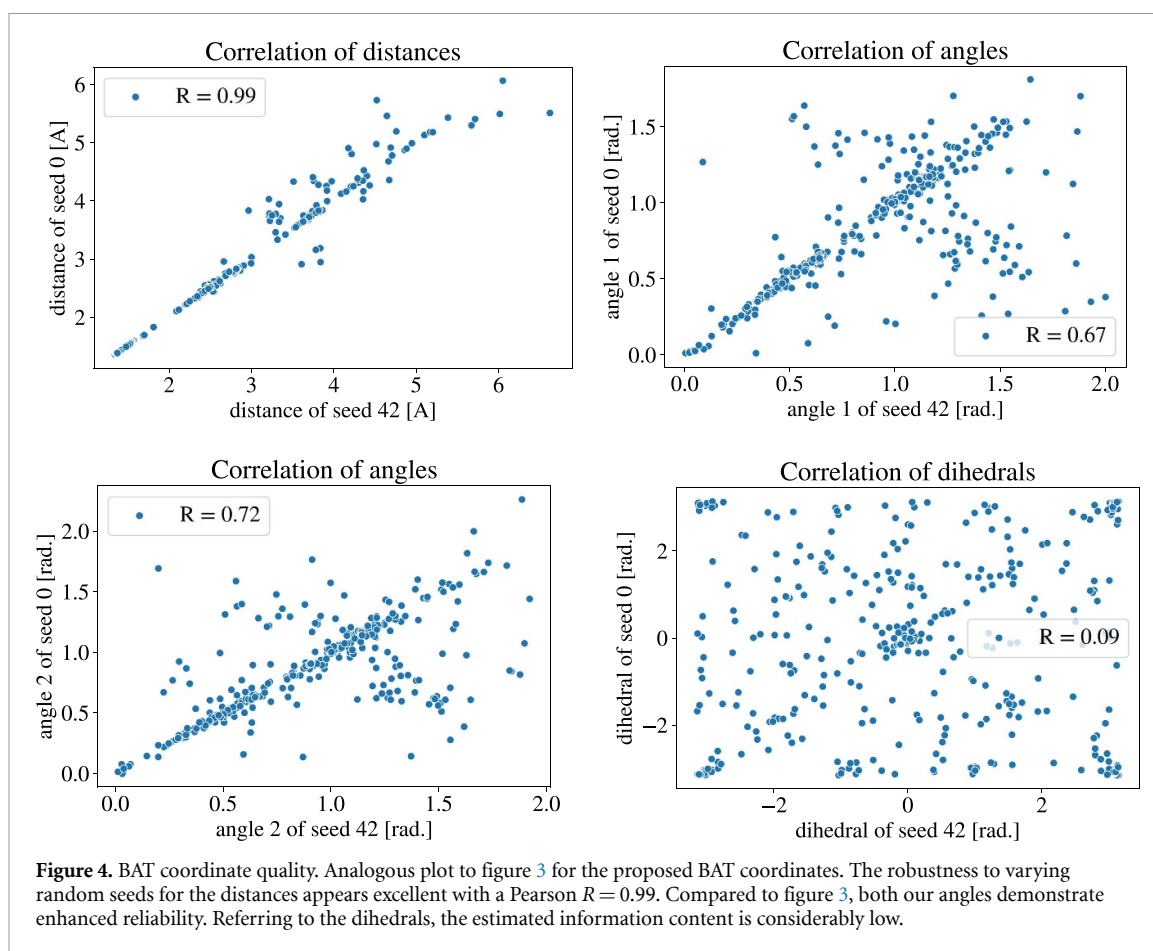 Correlation of distances
R = 0.99
6
5
4
3
2
2
3
4
5
6
distance of seed 0 [A]
distance of seed 42 [A]
Correlation of angles
R = 0.67
1.5
1.0
0.5
0.0
0.0
0.5
1.0
1.5
2.0
angle 1 of seed 0 [rad.]
angle 1 of seed 42 [rad.]
Correlation of angles
R = 0.72
2.0
1.5
1.0
0.5
0.0
0.0
0.5
1.0
1.5
2.0
angle 2 of seed 0 [rad.]
angle 2 of seed 42 [rad.]
Correlation of dihedrals
R = 0.09
2
0
−2
−2
0
2
dihedral of seed 0 [rad.]
dihedral of seed 42 [rad.]
Figure 4. BAT coordinate quality. Analogous plot to figure 3 for the proposed BAT coordinates. The robustness to varying
random seeds for the distances appears excellent with a Pearson R = 0.99. Compared to figure 3, both our angles demonstrate
enhanced reliability. Referring to the dihedrals, the estimated information content is considerably low.